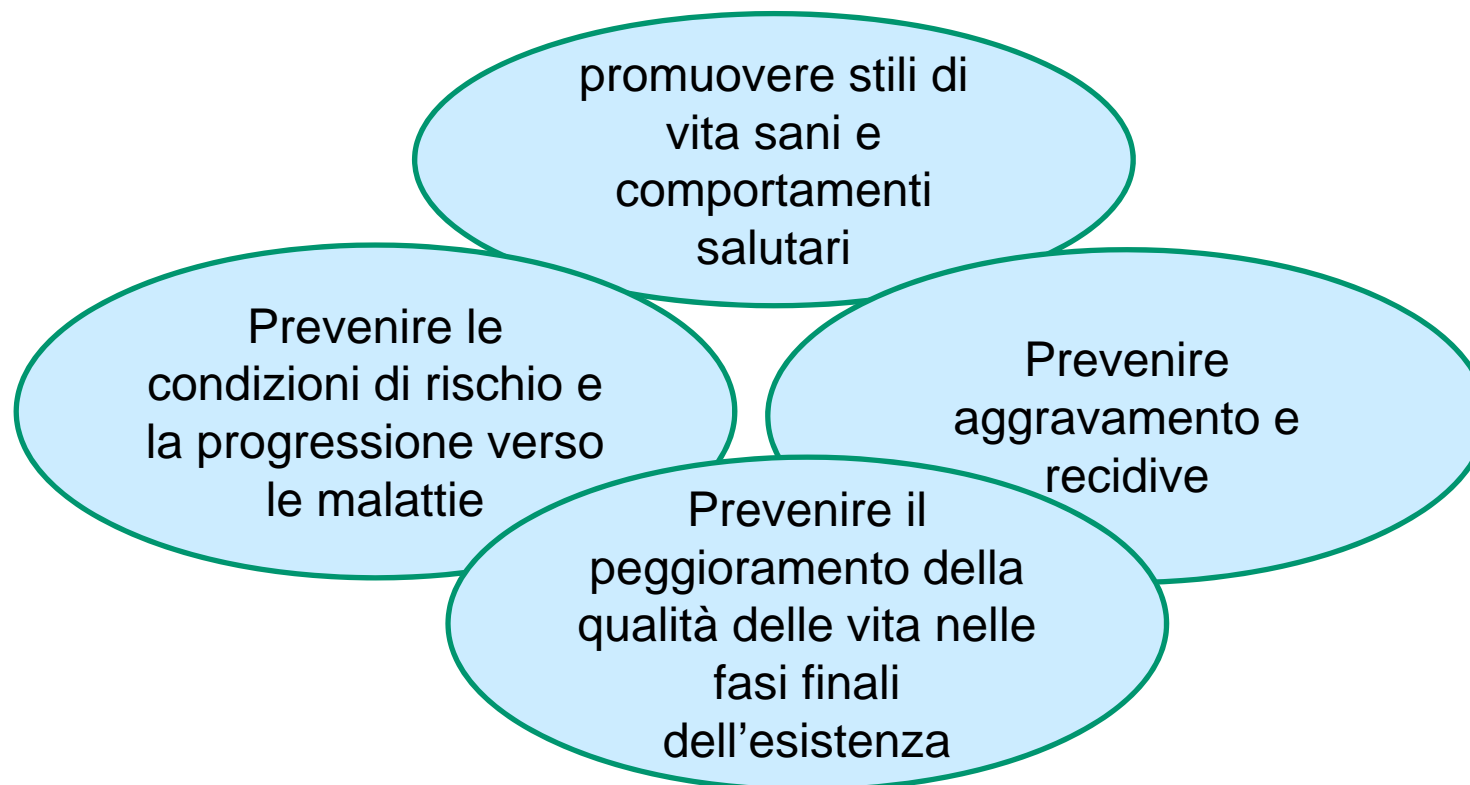 promuovere stili di
vita sani e
comportamenti
salutari
Prevenire le
condizioni di rischio e
la progressione verso
le malattie
Prevenire
aggravamento e
recidive
Prevenire il
peggioramento della
qualità delle vita nelle
fasi finali
dell’esistenza